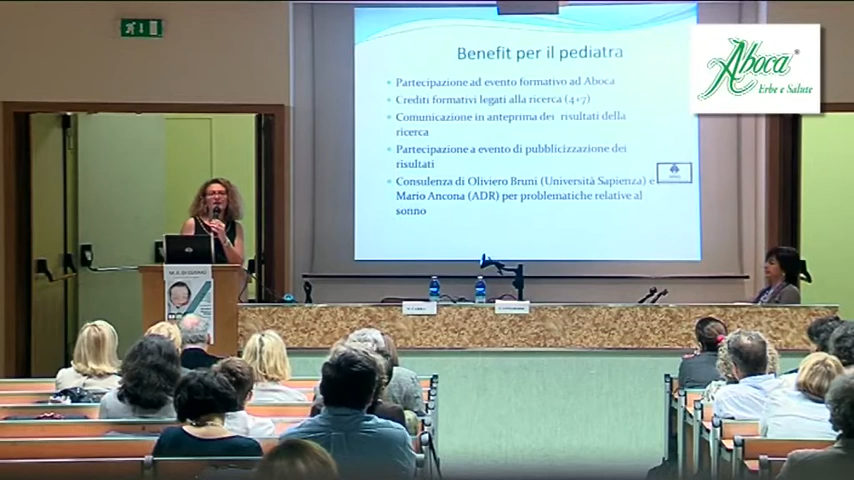 Benefit per il pediatra
• Partecipazione ad evento formativo ad Aboca
• Crediti formativi legati alla ricerca (4+7)
• Comunicazione in anteprima dei risultati della
ricerca
• Partecipazione a evento di pubblicizzazione dei
risultati
• Consulenza di Oliviero Bruni (Università Sapienza) e
Mario Ancona (ADR) per problematiche relative al
sonno
Aboca®
Erbe e Salute